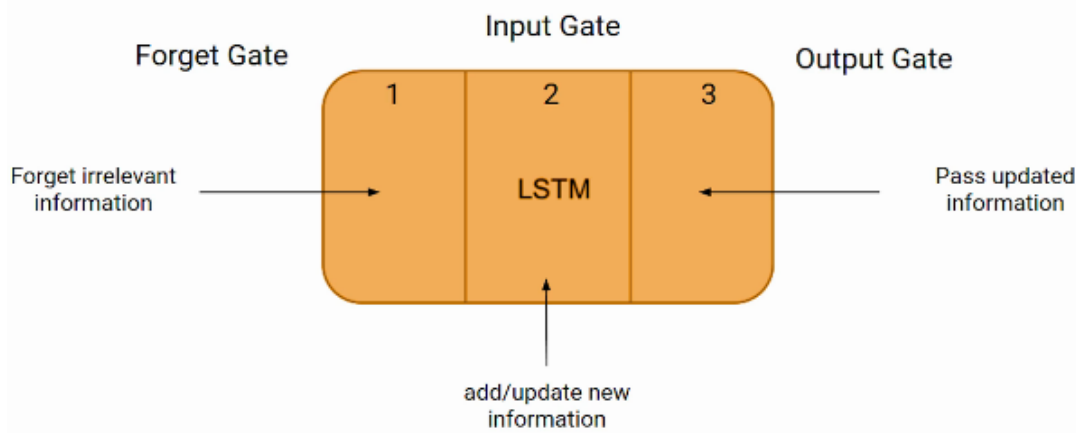 Input Gate
Forget Gate
Output Gate
1
2
3
Forget irrelevant
information
LSTM
Pass updated
information
add/update new
information